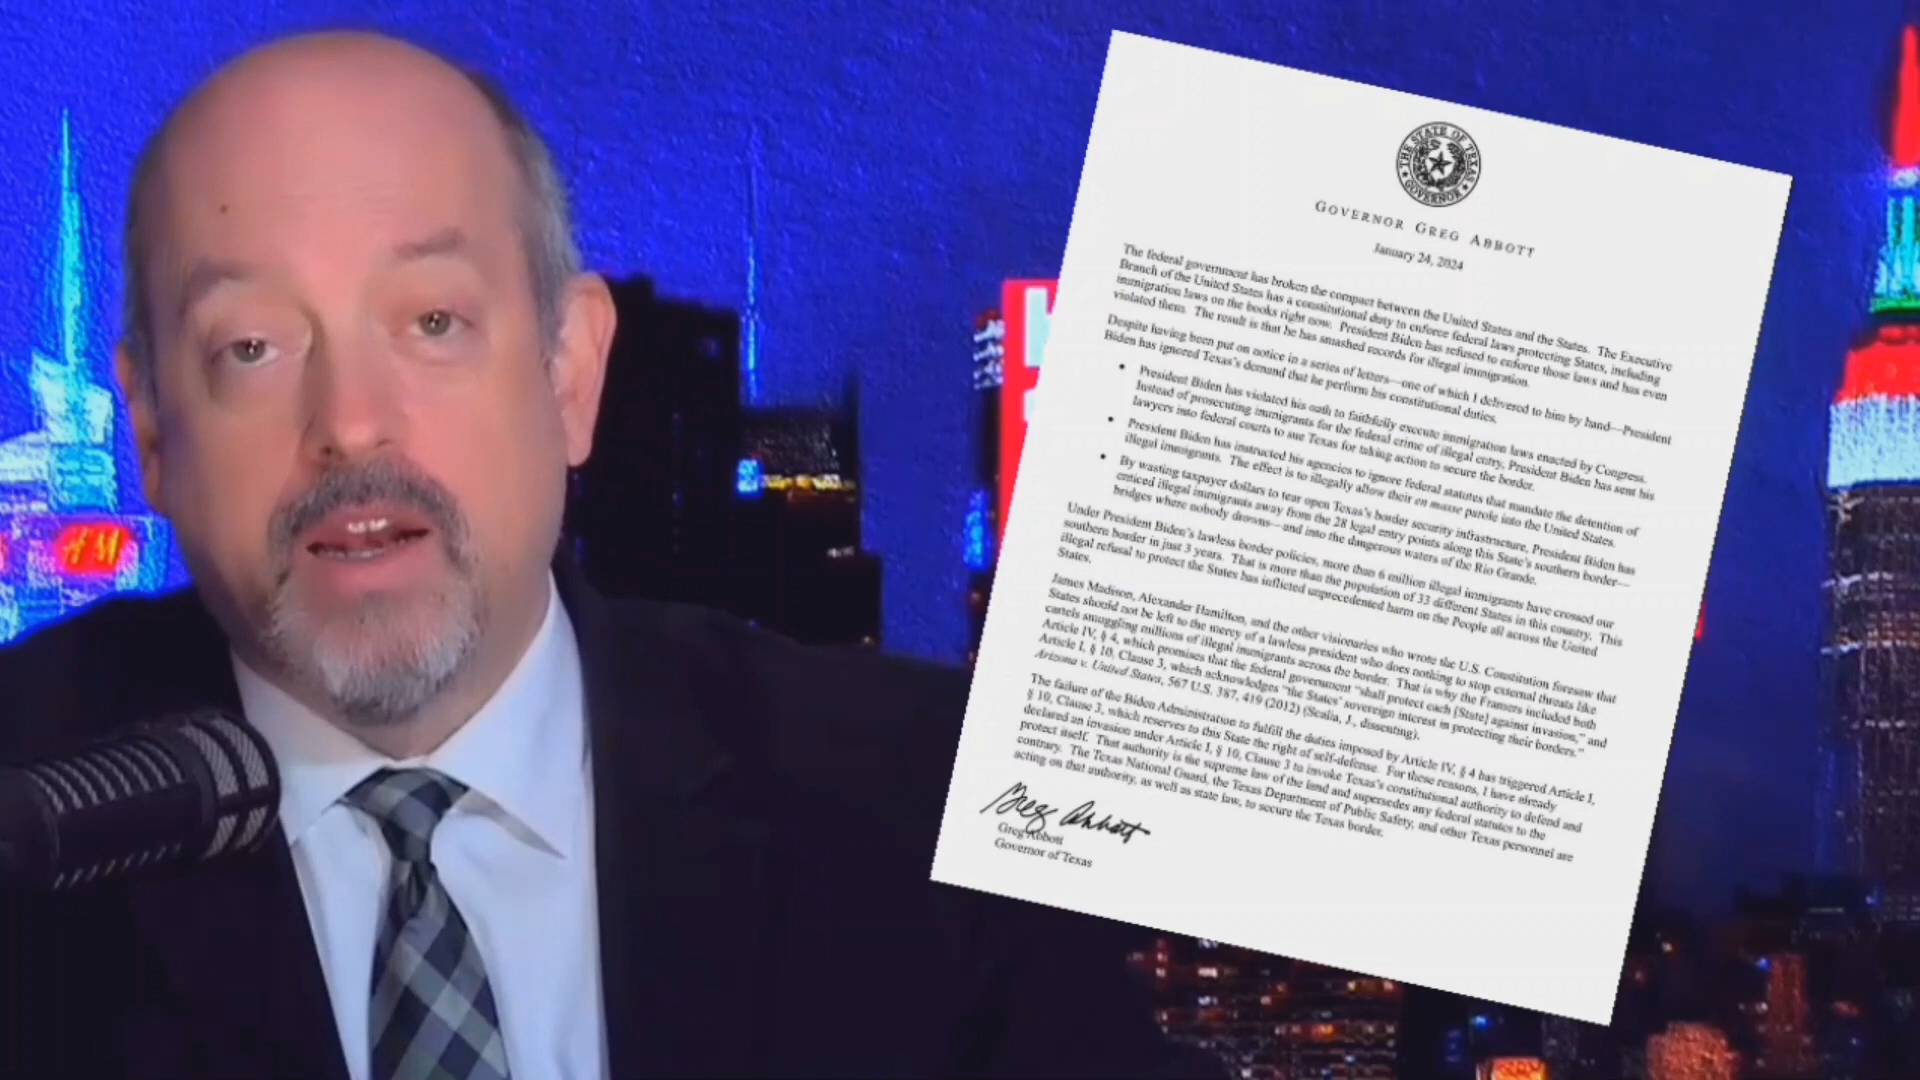 H&M
THE STATE OF TEXAS
GOVERNOR
GOVERNOR GREG ABBOTT
January 24, 2024
The federal government has broken the compact between the United States and the States. The Executive
Branch of the United States has a constitutional duty to enforce federal laws protecting States, including
immigration laws on the books right now. President Biden has refused to enforce those laws and has even
violated them. The result is that he has smashed records for illegal immigration.
Despite having been put on notice in a series of letters—one of which I delivered to him by hand—President
Biden has ignored Texas's demand that he perform his constitutional duties.
• President Biden has violated his oath to faithfully execute immigration laws enacted by Congress.
Instead of prosecuting immigrants for the federal crime of illegal entry, President Biden has sent his
lawyers into federal courts to sue Texas for taking action to secure the border.
• President Biden has instructed his agencies to ignore federal statutes that mandate the detention of
illegal immigrants. The effect is to illegally allow their en masse parole into the United States.
• By wasting taxpayer dollars to tear open Texas's border security infrastructure, President Biden has
enticed illegal immigrants away from the 28 legal entry points along this State's southern border—
bridges where nobody drowns—and into the dangerous waters of the Rio Grande.
Under President Biden's lawless border policies, more than 6 million illegal immigrants have crossed our
southern border in just 3 years. That is more than the population of 33 different States in this country. This
illegal refusal to protect the States has inflicted unprecedented harm on the People all across the United
States.
James Madison, Alexander Hamilton, and the other visionaries who wrote the U.S. Constitution foresaw that
States should not be left to the mercy of a lawless president who does nothing to stop external threats like
cartels smuggling millions of illegal immigrants across the border. That is why the Framers included both
Article IV, § 4, which promises that the federal government "shall protect each [State] against invasion," and
Article I, § 10, Clause 3, which acknowledges "the States' sovereign interest in protecting their borders."
Arizona v. United States, 567 U.S. 387, 419 (2012) (Scalia, J., dissenting).
The failure of the Biden Administration to fulfill the duties imposed by Article IV, § 4 has triggered Article I,
§ 10, Clause 3, which reserves to this State the right of self-defense. For these reasons, I have already
declared an invasion under Article I, § 10, Clause 3 to invoke Texas's constitutional authority to defend and
protect itself. That authority is the supreme law of the land and supersedes any federal statutes to the
contrary. The Texas National Guard, the Texas Department of Public Safety, and other Texas personnel are
acting on that authority, as well as state law, to secure the Texas border.
Greg Abbott
Greg Abbott
Governor of Texas